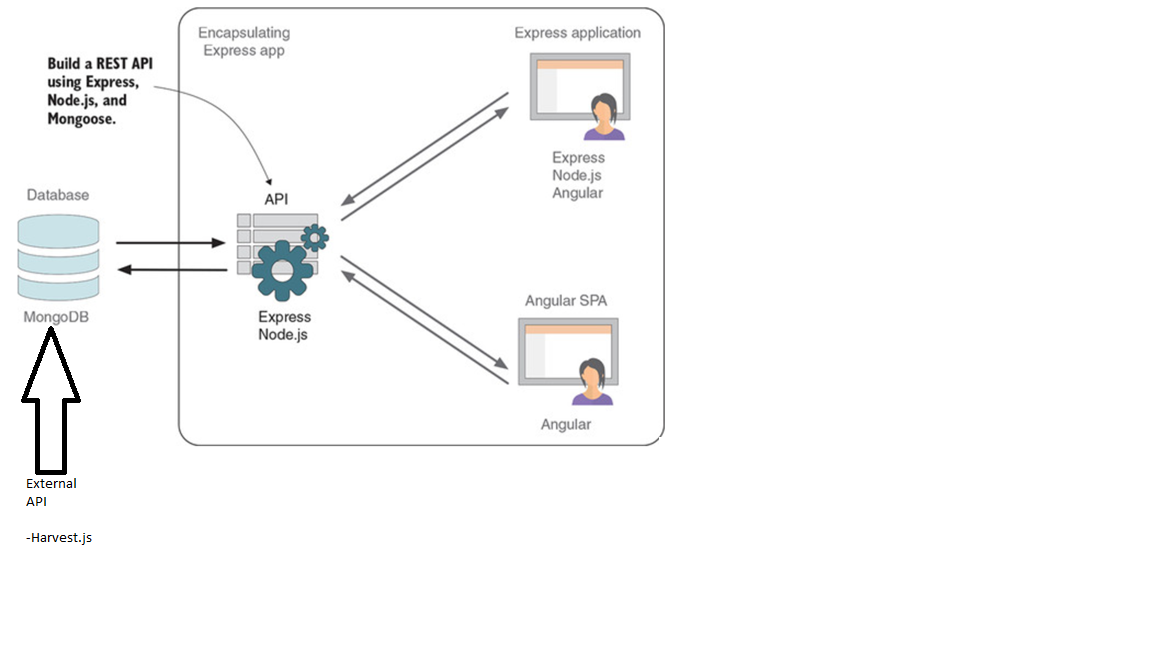 Encapsulating
Express app
Express application
Build a REST API
using Express,
Node.js, and
Mongoose.
Express
Node.js
Angular
Database
API
MongoDB
Express
Node.js
Angular SPA
Angular
External
API
-Harvest.js